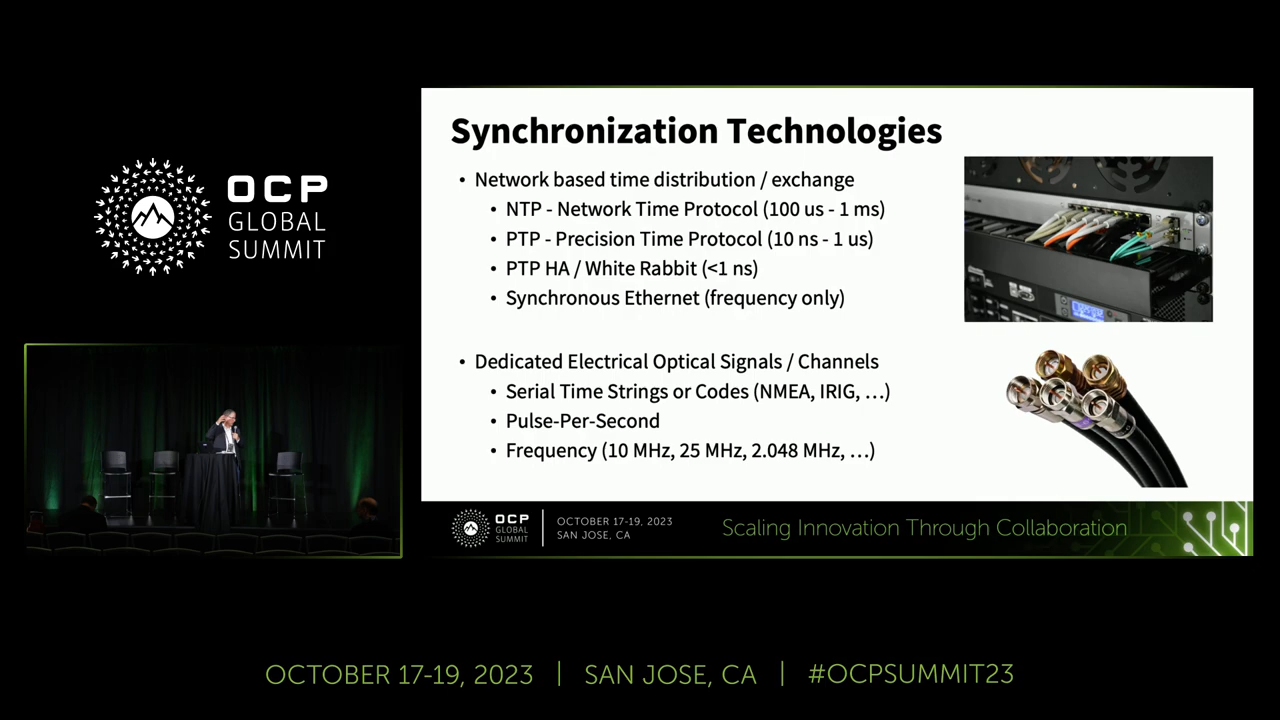 OCP
GLOBAL
SUMMIT
Synchronization Technologies
• Network based time distribution / exchange
• NTP - Network Time Protocol (100 us - 1 ms)
• PTP - Precision Time Protocol (10 ns - 1 us)
• PTP HA / White Rabbit (<1 ns)
• Synchronous Ethernet (frequency only)
• Dedicated Electrical Optical Signals / Channels
• Serial Time Strings or Codes (NMEA, IRIG, …)
• Pulse-Per-Second
• Frequency (10 MHz, 25 MHz, 2.048 MHz, …)
OCP
GLOBAL
SUMMIT
OCTOBER 17-19, 2023
SAN JOSE, CA
Scaling Innovation Through Collaboration
OCTOBER 17-19, 2023 | SAN JOSE, CA | #OCPSUMMIT23